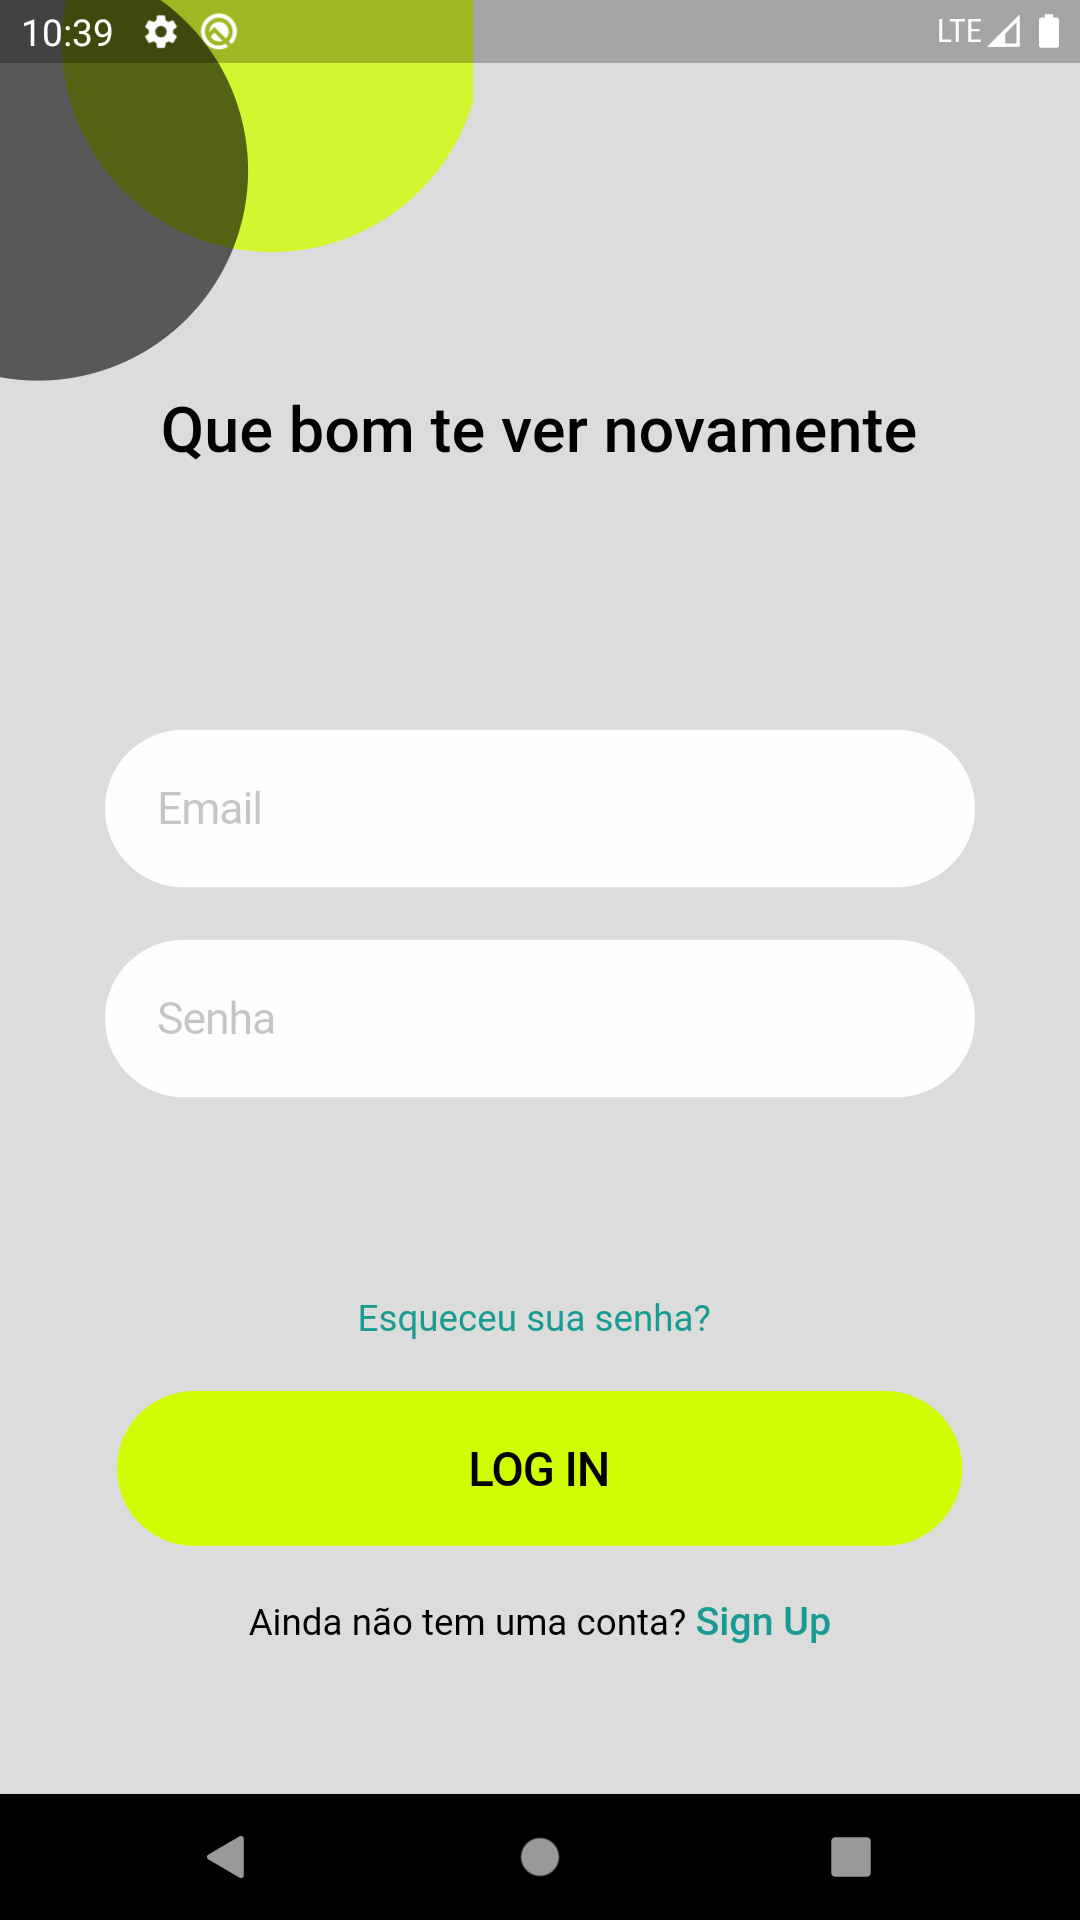 10:39 LTE
Que bom te ver novamente
Email
Senha
Esqueceu sua senha?
LOG IN
Ainda não tem uma conta? Sign Up